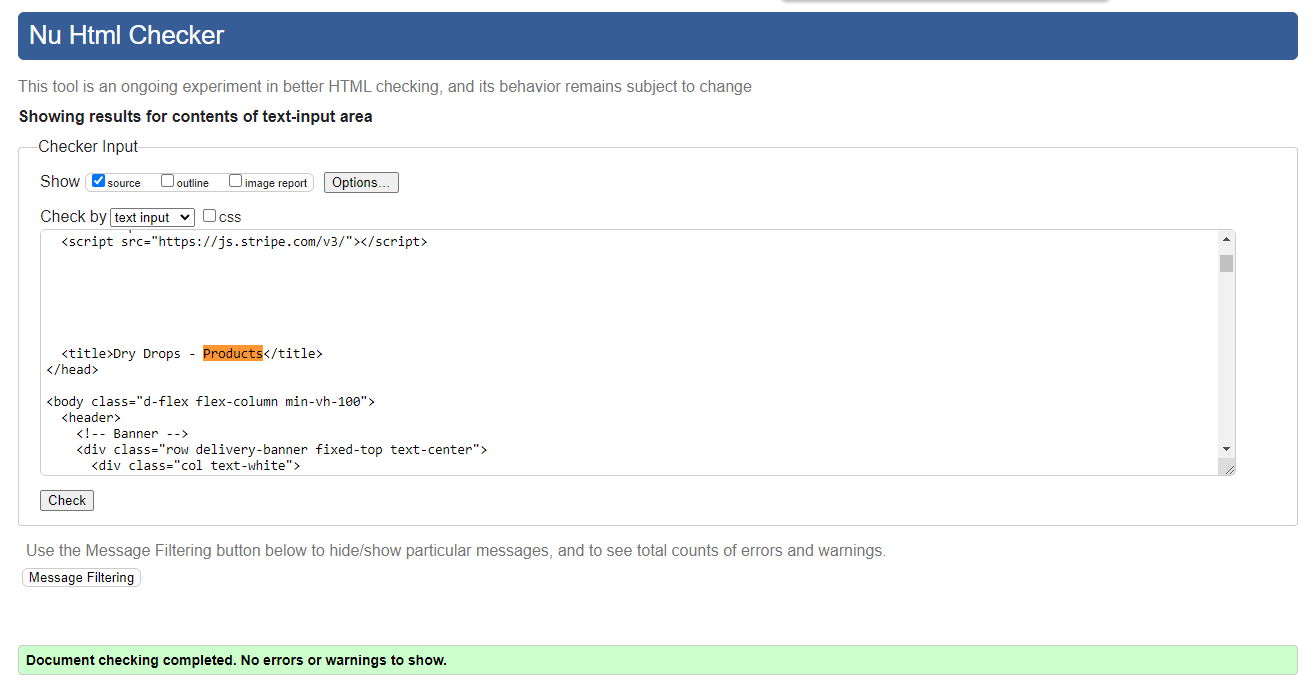 Nu Html Checker
This tool is an ongoing experiment in better HTML checking, and its behavior remains subject to change
Showing results for contents of text-input area
Checker Input
Show source outline image report Options...
Check by text input css
<script src="https://js.stripe.com/v3/"></script>
<title>Dry Drops - Products</title>
</head>
<body class="d-flex flex-column min-vh-100">
<header>
<!-- Banner -->
<div class="row delivery-banner fixed-top text-center">
<div class="col text-white">
Check
Use the Message Filtering button below to hide/show particular messages, and to see total counts of errors and warnings.
Message Filtering
Document checking completed. No errors or warnings to show.